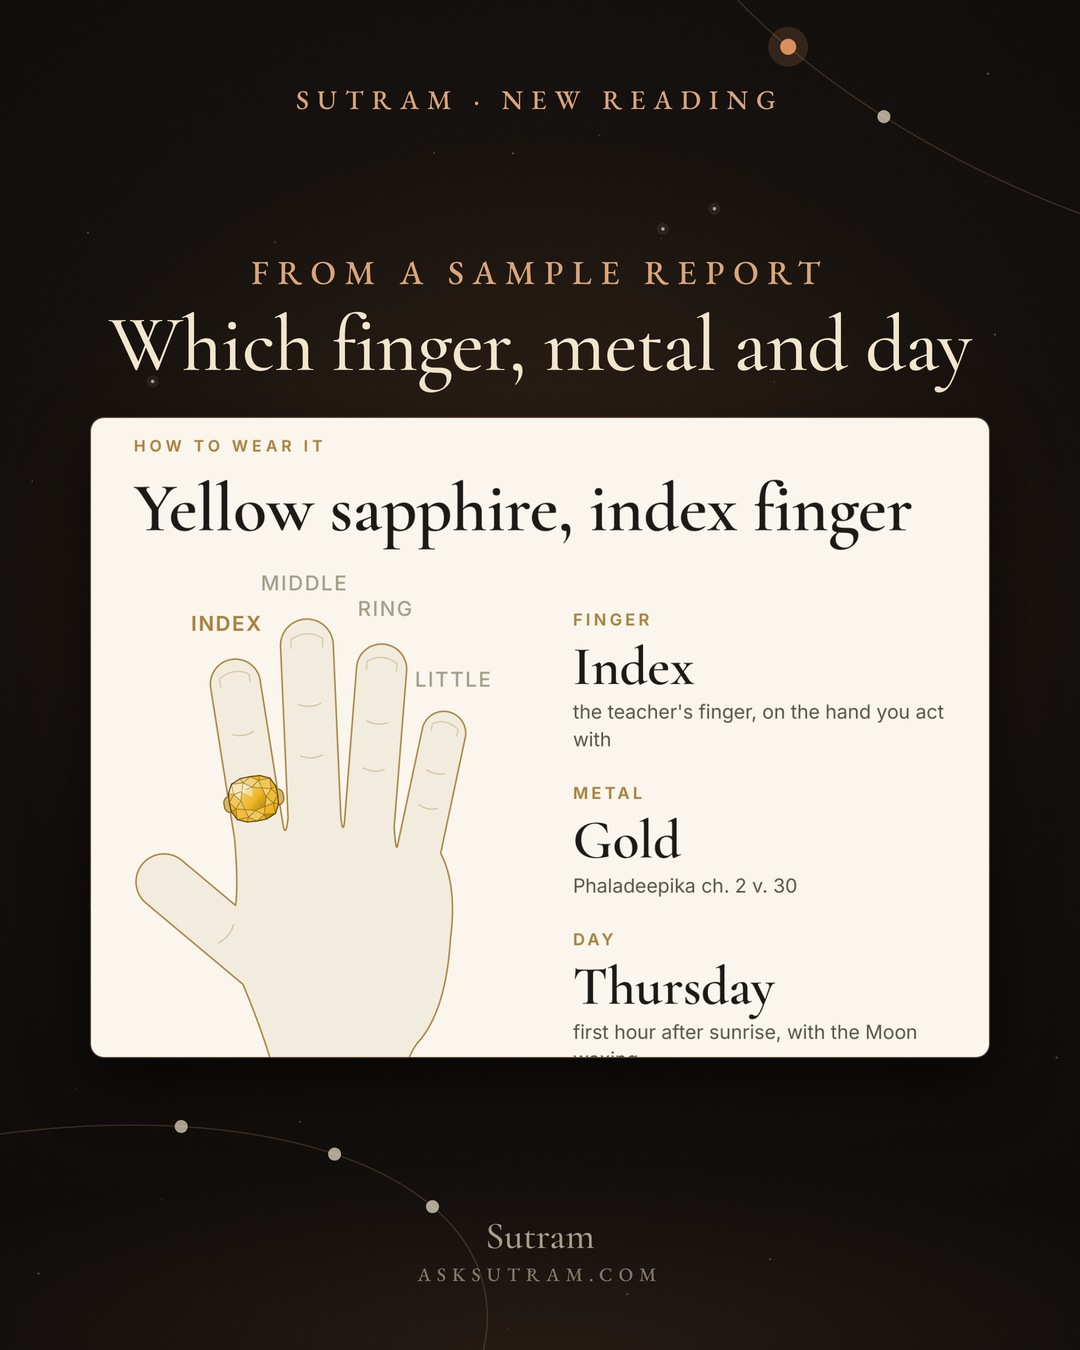 SUTRAM · NEW READING
FROM A SAMPLE REPORT
Which finger, metal and day
HOW TO WEAR IT
Yellow sapphire, index finger
MIDDLE
RING
INDEX
LITTLE
FINGER
Index
the teacher's finger, on the hand you act
with
METAL
Gold
Phaladeepika ch. 2 v. 30
DAY
Thursday
first hour after sunrise, with the Moon
Sutram
ASKSUTRAM.COM